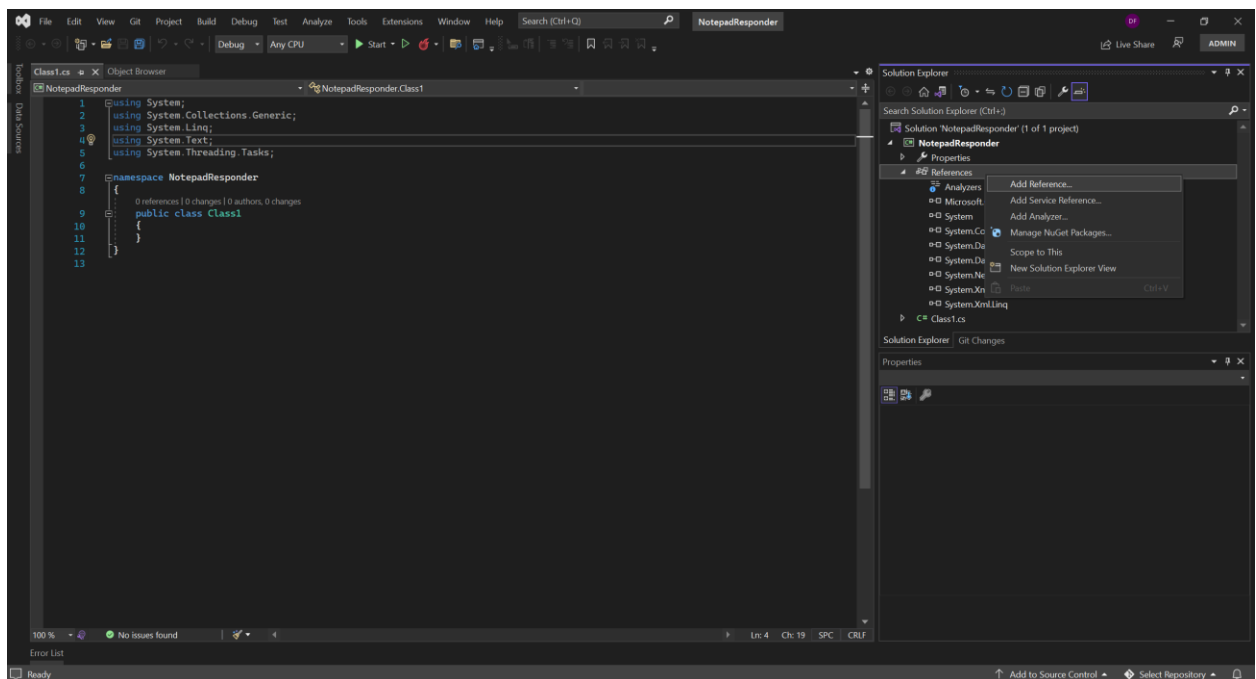 File Edit View Git Project Build Debug Test Analyze Tools Extensions Window Help Search (Ctrl+Q) NotepadResponder DF
Debug Any CPU Start Live Share ADMIN
Toolbox
Data Sources
Class1.cs Object Browser
NotepadResponder NotepadResponder.Class1
1 using System;
2 using System.Collections.Generic;
3 using System.Linq;
4 using System.Text;
5 using System.Threading.Tasks;
6
7 namespace NotepadResponder
8 {
0 references | 0 changes | 0 authors, 0 changes
9 public class Class1
10 {
11 }
12 }
13
100 % No issues found Ln: 4 Ch: 19 SPC CRLF
Error List
Solution Explorer
Search Solution Explorer (Ctrl+;)
Solution 'NotepadResponder' (1 of 1 project)
NotepadResponder
Properties
References
Analyzers
Microsoft.
System
System.Co
System.Da
System.Da
System.Ne
System.Xn
System.Xml.Linq
C# Class1.cs
Add Reference...
Add Service Reference...
Add Analyzer...
Manage NuGet Packages...
Scope to This
New Solution Explorer View
Paste Ctrl+V
Solution Explorer Git Changes
Properties
Ready Add to Source Control Select Repository